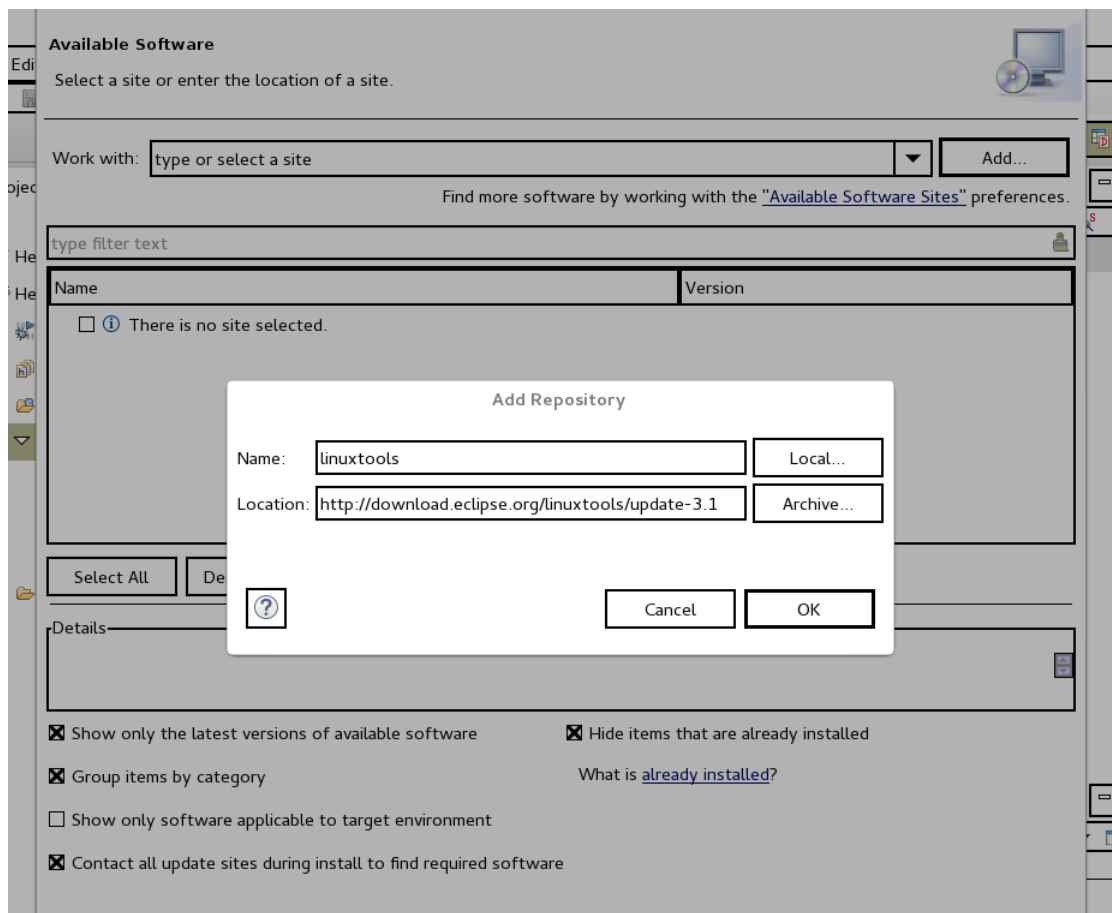 Available Software
Select a site or enter the location of a site.
Edi
Work with: type or select a site Add...
ojec
Find more software by working with the "Available Software Sites" preferences.
type filter text
He
Name Version
He
There is no site selected.
Add Repository
Name: linuxtools Local...
Location: http://download.eclipse.org/linuxtools/update-3.1 Archive...
Select All De
Cancel OK
Details
Show only the latest versions of available software Hide items that are already installed
Group items by category What is already installed?
Show only software applicable to target environment
Contact all update sites during install to find required software